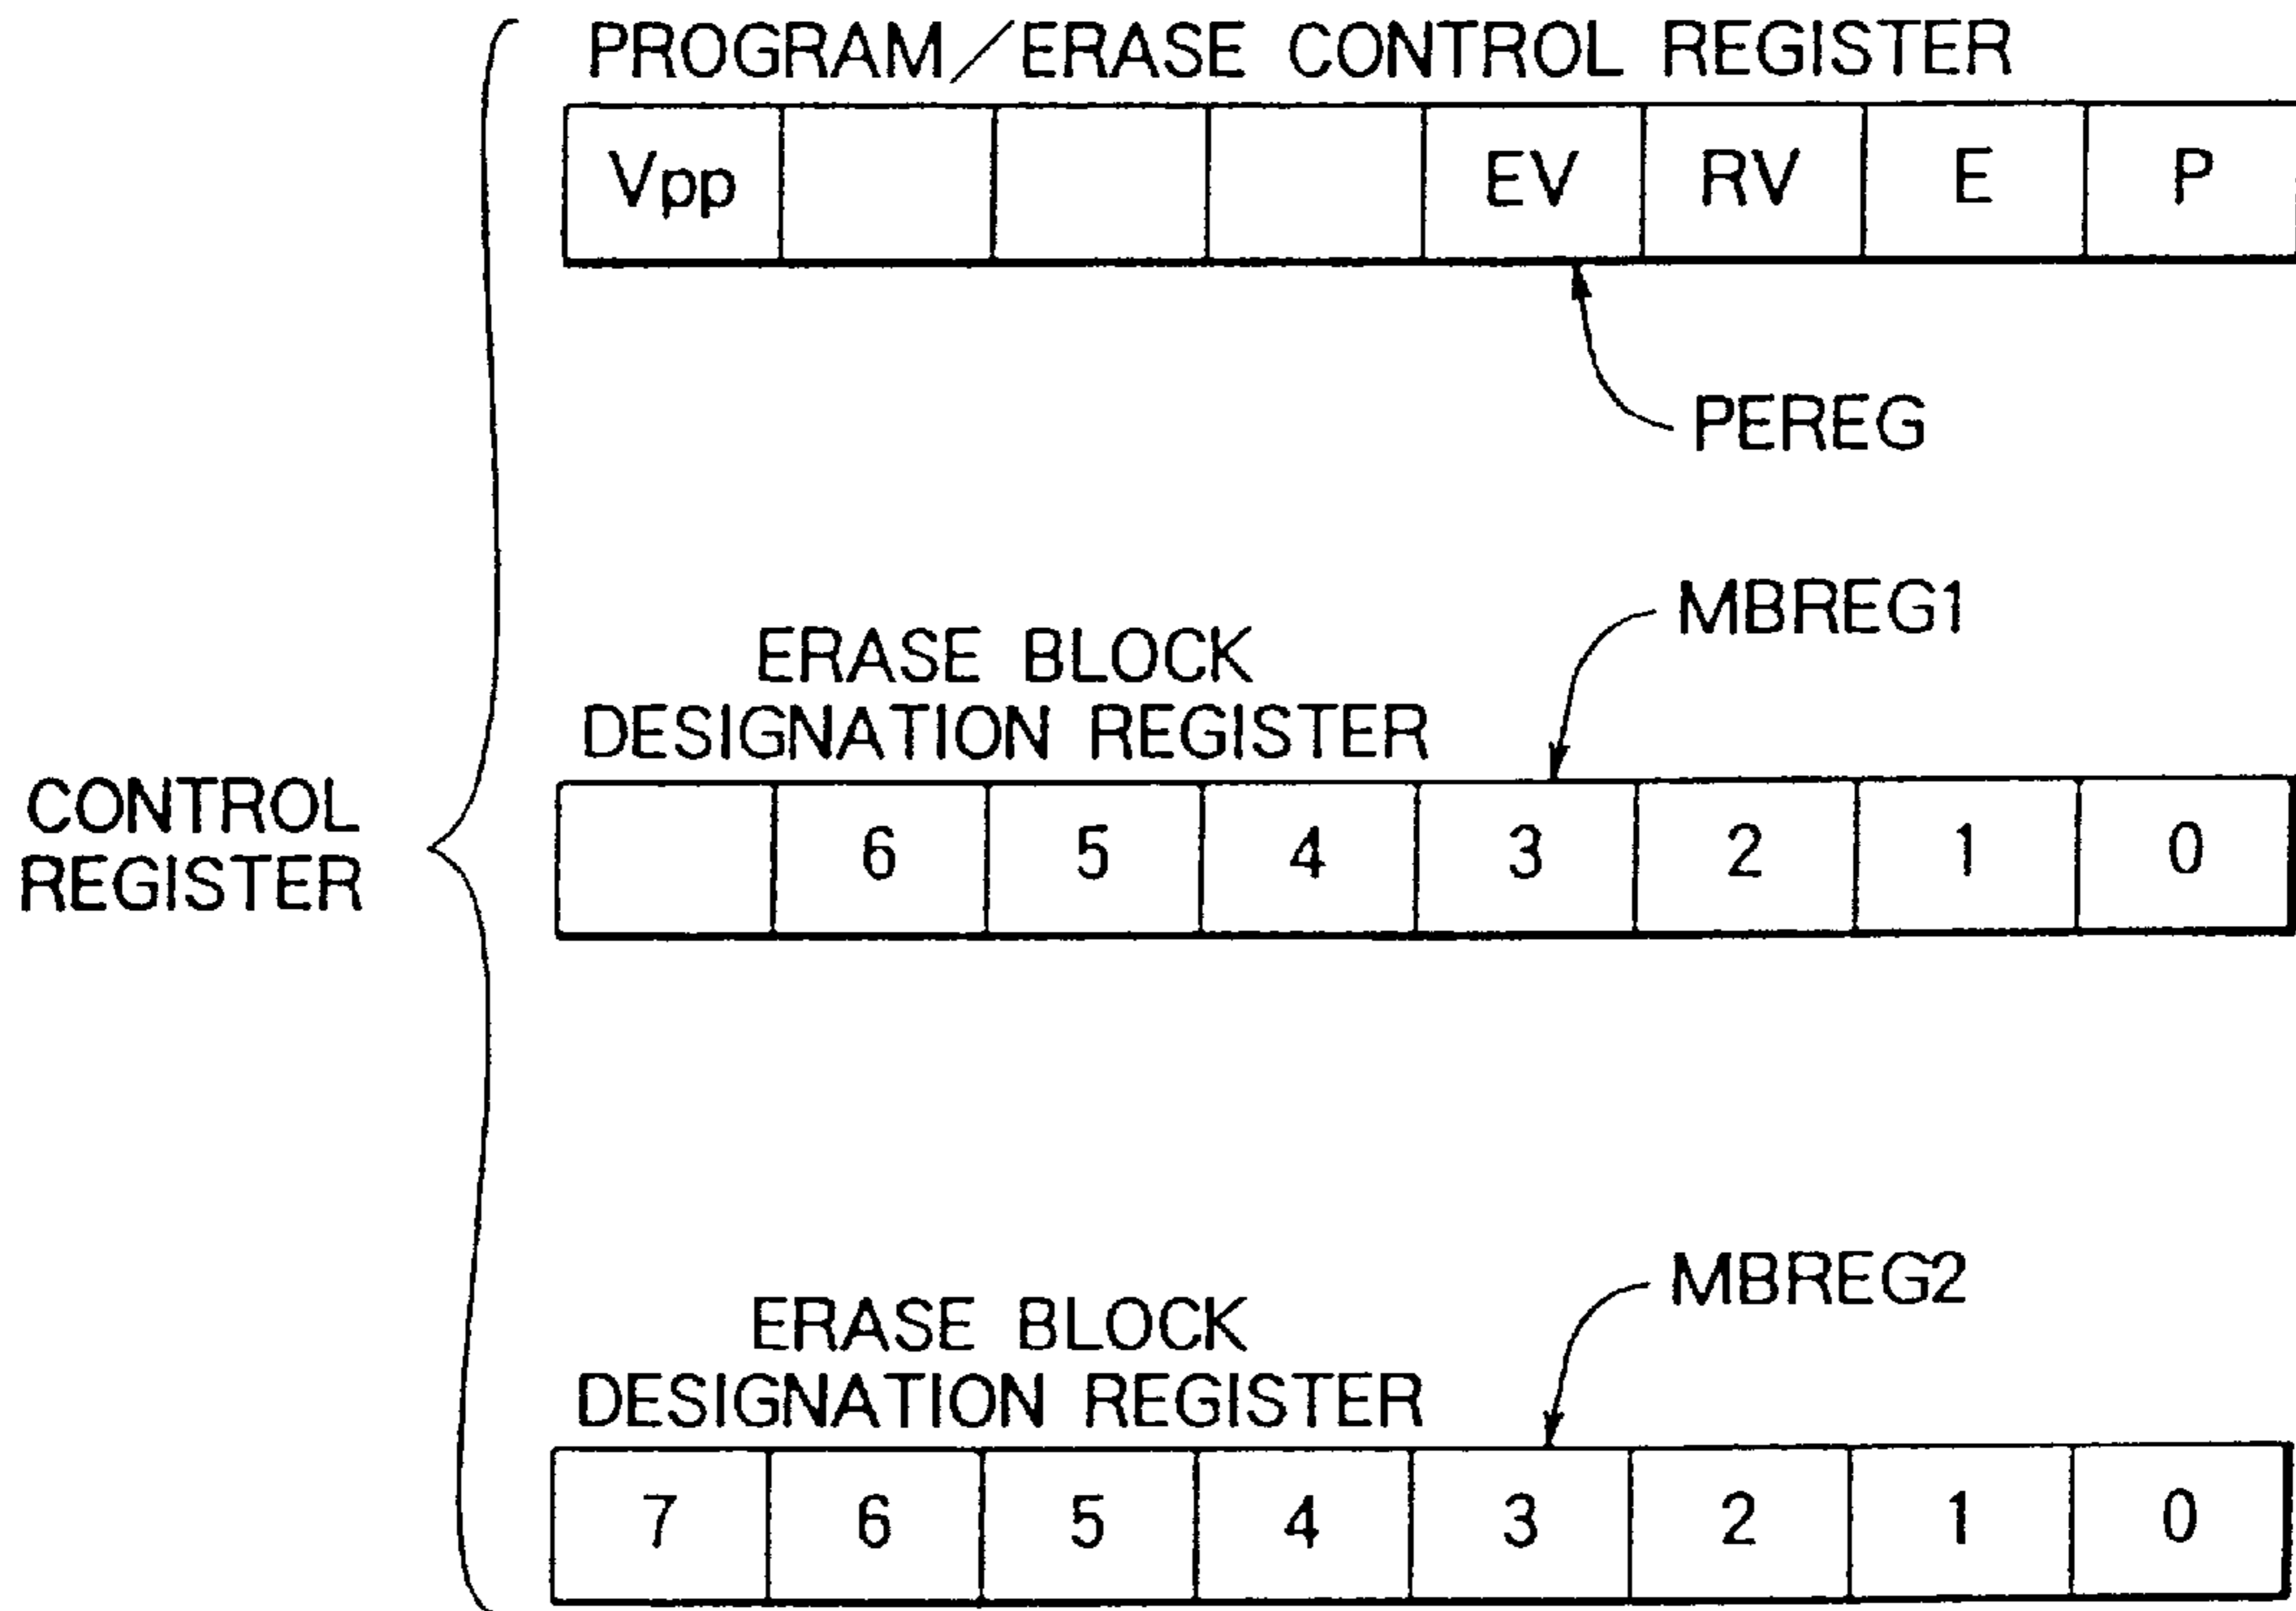 PROGRAM/ERASE CONTROL REGISTER
Vpp EV RV E P
PEREG
MBREG1
ERASE BLOCK
DESIGNATION REGISTER
6 5 4 3 2 1 0
CONTROL
REGISTER
MBREG2
ERASE BLOCK
DESIGNATION REGISTER
7 6 5 4 3 2 1 0